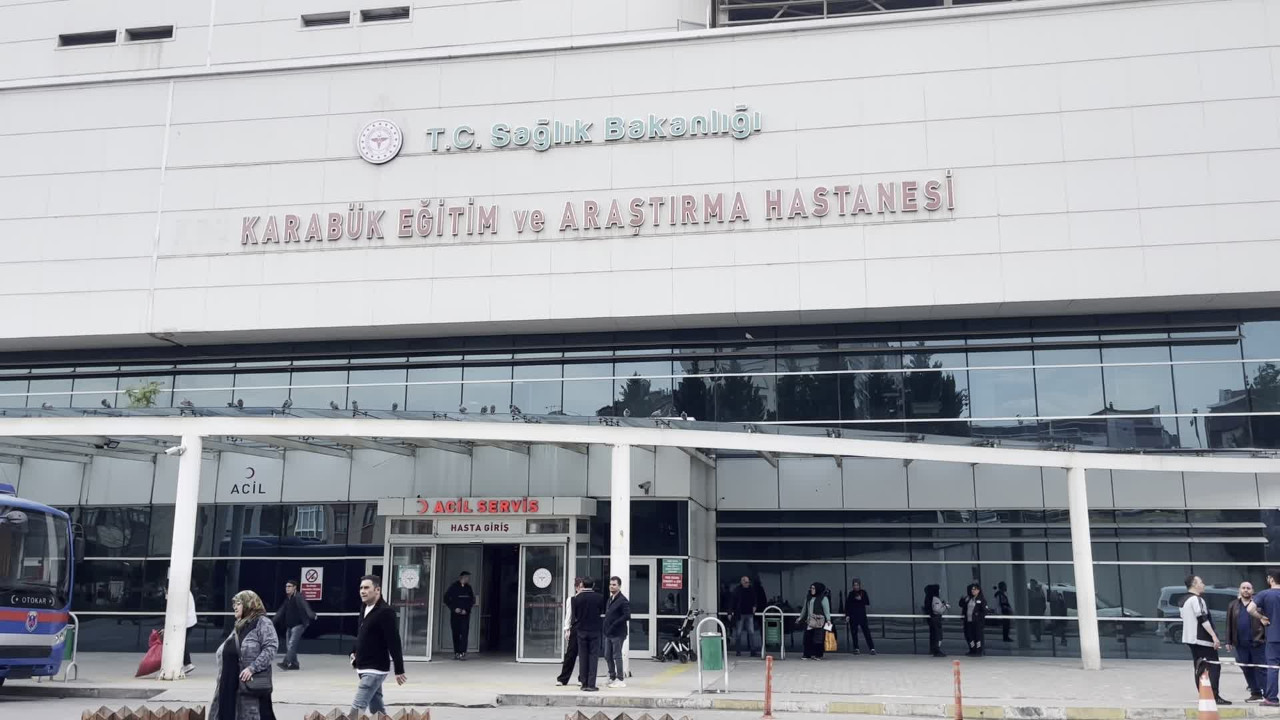 T.C. Sağlık Bakanlığı
KARABÜK EĞİTİM ve ARAŞTIRMA HASTANESİ
ACİL
ACİL SERVİS
HASTA GİRİŞ
OTOKAR